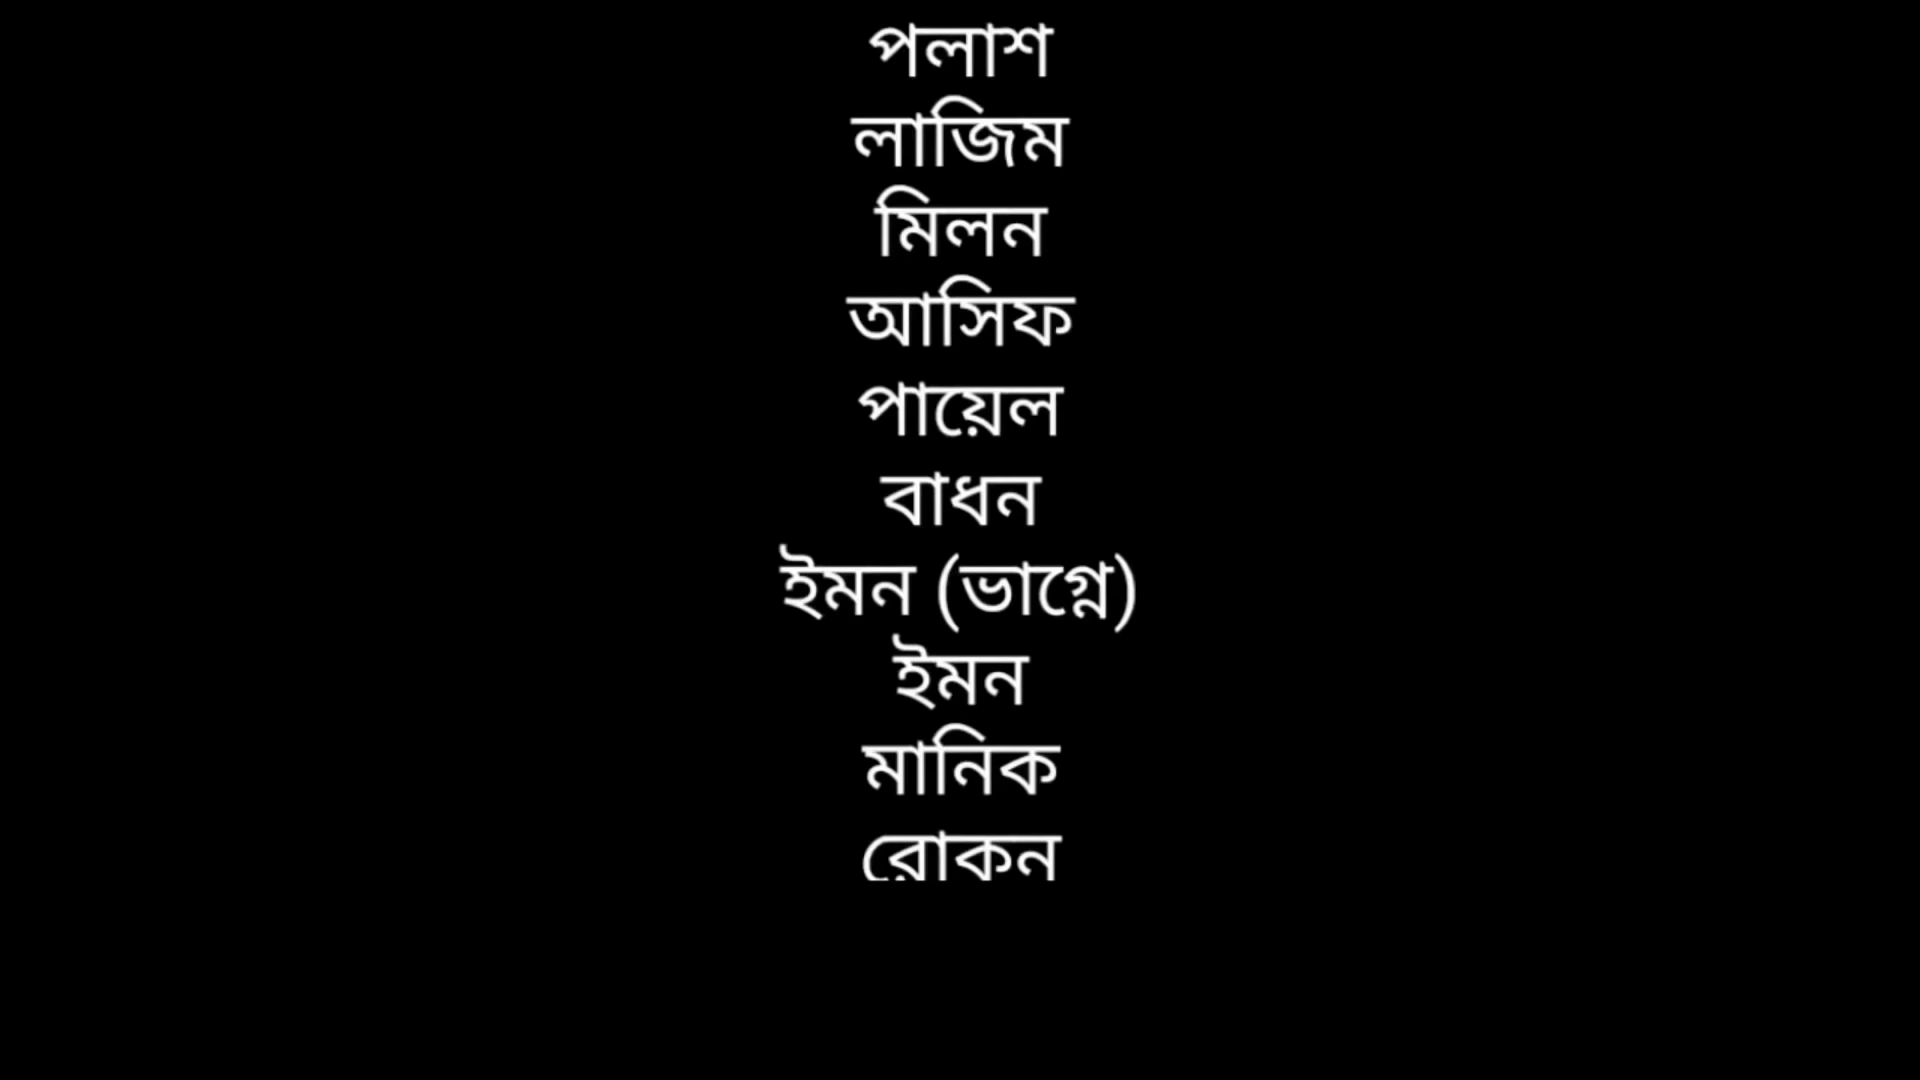 পলাশ
লাজিম
মিলন
আসিফ
পায়েল
বাধন
ইমন (ভাগ্নে)
ইমন
মানিক
রোকন